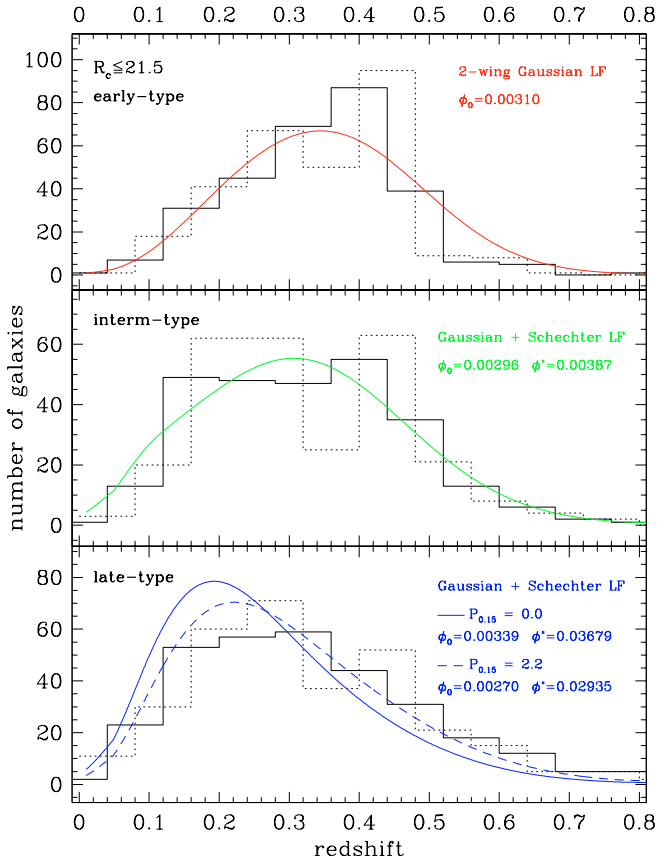 0 0.1 0.2 0.3 0.4 0.5 0.6 0.7 0.8
100
80
60
40
20
0
R_c≦21.5
early-type
2-wing Gaussian LF
ϕ_0=0.00310
60
40
20
0
interm-type
Gaussian + Schechter LF
ϕ_0=0.00296 ϕ*=0.00387
number of galaxies
80
60
40
20
0
late-type
Gaussian + Schechter LF
P_0.15 = 0.0
ϕ_0=0.00339 ϕ*=0.03679
P_0.15 = 2.2
ϕ_0=0.00270 ϕ*=0.02935
0 0.1 0.2 0.3 0.4 0.5 0.6 0.7 0.8
redshift